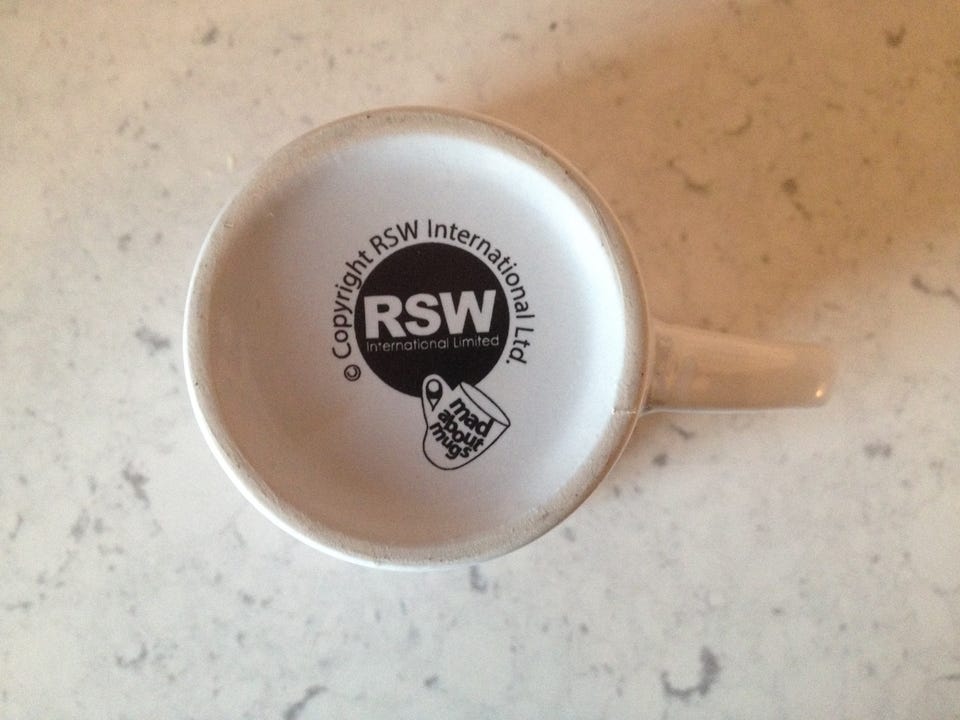 © Copyright RSW International Ltd.
RSW
International Limited
mad
about
mugs